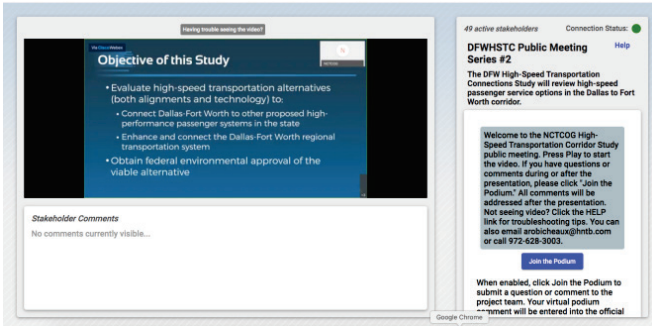 Having trouble seeing the video?
Objective of this Study
• Evaluate high-speed transportation alternatives
(both alignments and technology) to:
• Connect Dallas-Fort Worth to other proposed high-
performance passenger systems in the state
• Enhance and connect the Dallas-Fort Worth regional
transportation system
• Obtain federal environmental approval of the
viable alternative
Stakeholder Comments
No comments currently visible...
49 active stakeholders
Connection Status:
DFWHSTC Public Meeting
Series #2
Help
The DFW High-Speed Transportation
Connections Study will review high-speed
passenger service options in the Dallas to Fort
Worth corridor.
Welcome to the NCTCOG High-
Speed Transportation Corridor Study
public meeting. Press Play to start
the video. If you have questions or
comments during or after the
presentation, please click "Join the
Podium." All comments will be
addressed after the presentation.
Not seeing video? Click the HELP
link for troubleshooting tips. You can
also email arobicheaux@hntb.com
or call 972-628-3003.
Join the Podium
When enabled, click Join the Podium to
submit a question or comment to the
project team. Your virtual podium
comment will be entered into the official
Google Chrome